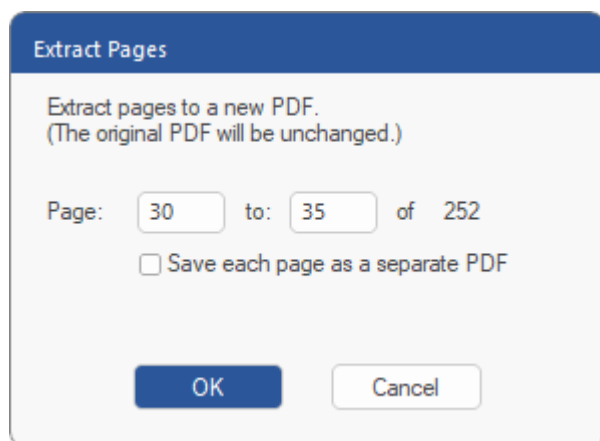 Extract Pages
Extract pages to a new PDF.
(The original PDF will be unchanged.)
Page: 30 to: 35 of 252
Save each page as a separate PDF
OK Cancel